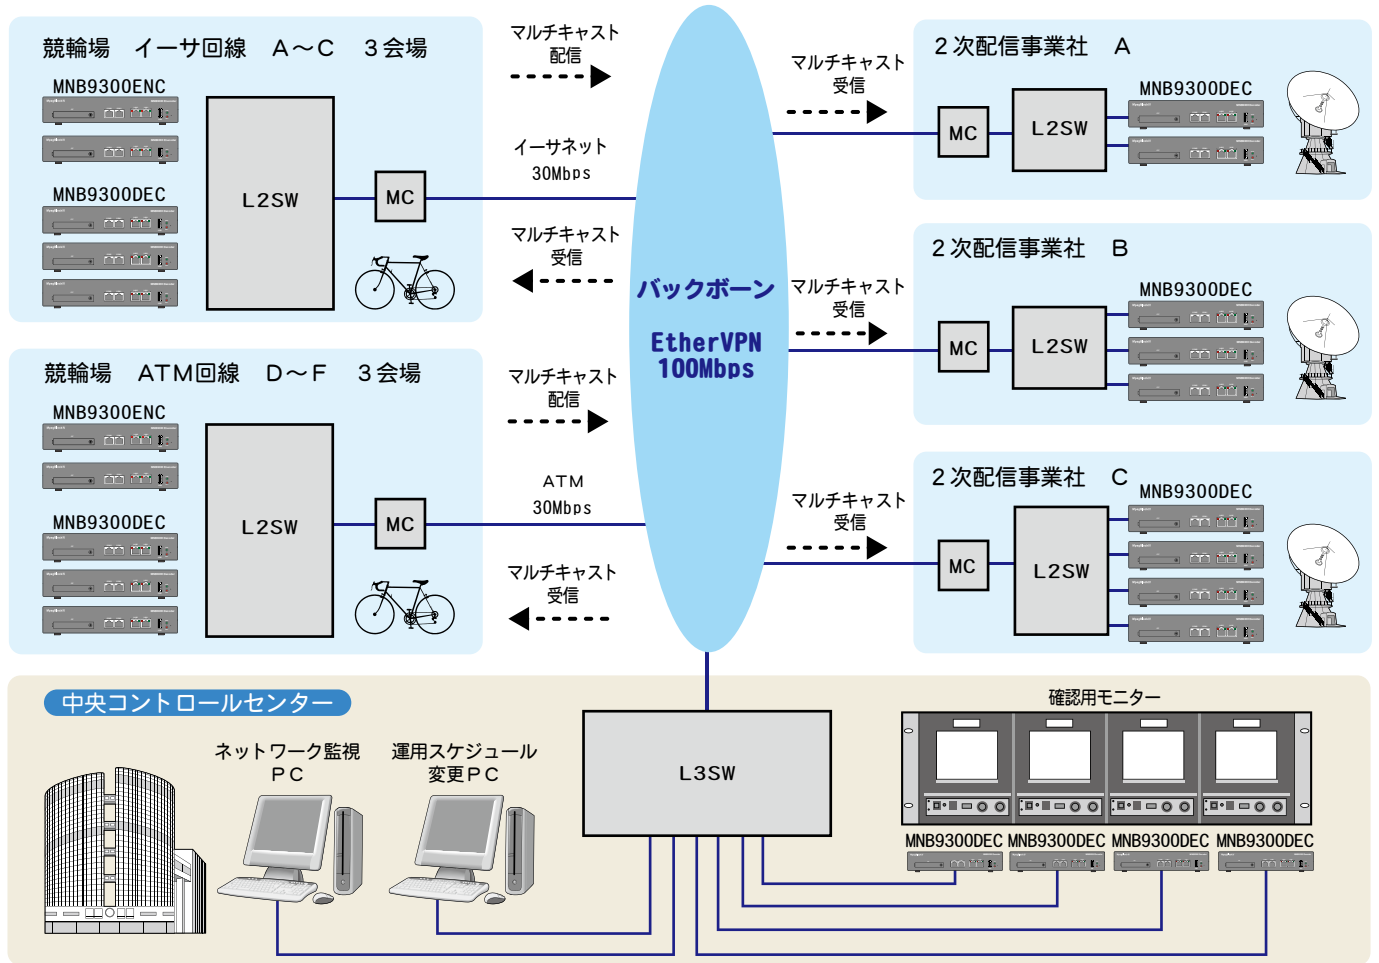 競輪場　イーサ回線　A～C　3会場
MNB9300ENC
MNB9300DEC
L2SW
MC
マルチキャスト
配信
イーサネット
30Mbps
マルチキャスト
受信
競輪場　ATM回線　D～F　3会場
MNB9300ENC
MNB9300DEC
L2SW
MC
マルチキャスト
配信
ATM
30Mbps
マルチキャスト
受信
バックボーン
EtherVPN
100Mbps
マルチキャスト
受信
2次配信事業社　A
MC
L2SW
MNB9300DEC
マルチキャスト
受信
2次配信事業社　B
MC
L2SW
MNB9300DEC
マルチキャスト
受信
2次配信事業社　C
MC
L2SW
MNB9300DEC
中央コントロールセンター
ネットワーク監視
PC
運用スケジュール
変更PC
L3SW
確認用モニター
MNB9300DEC MNB9300DEC MNB9300DEC MNB9300DEC